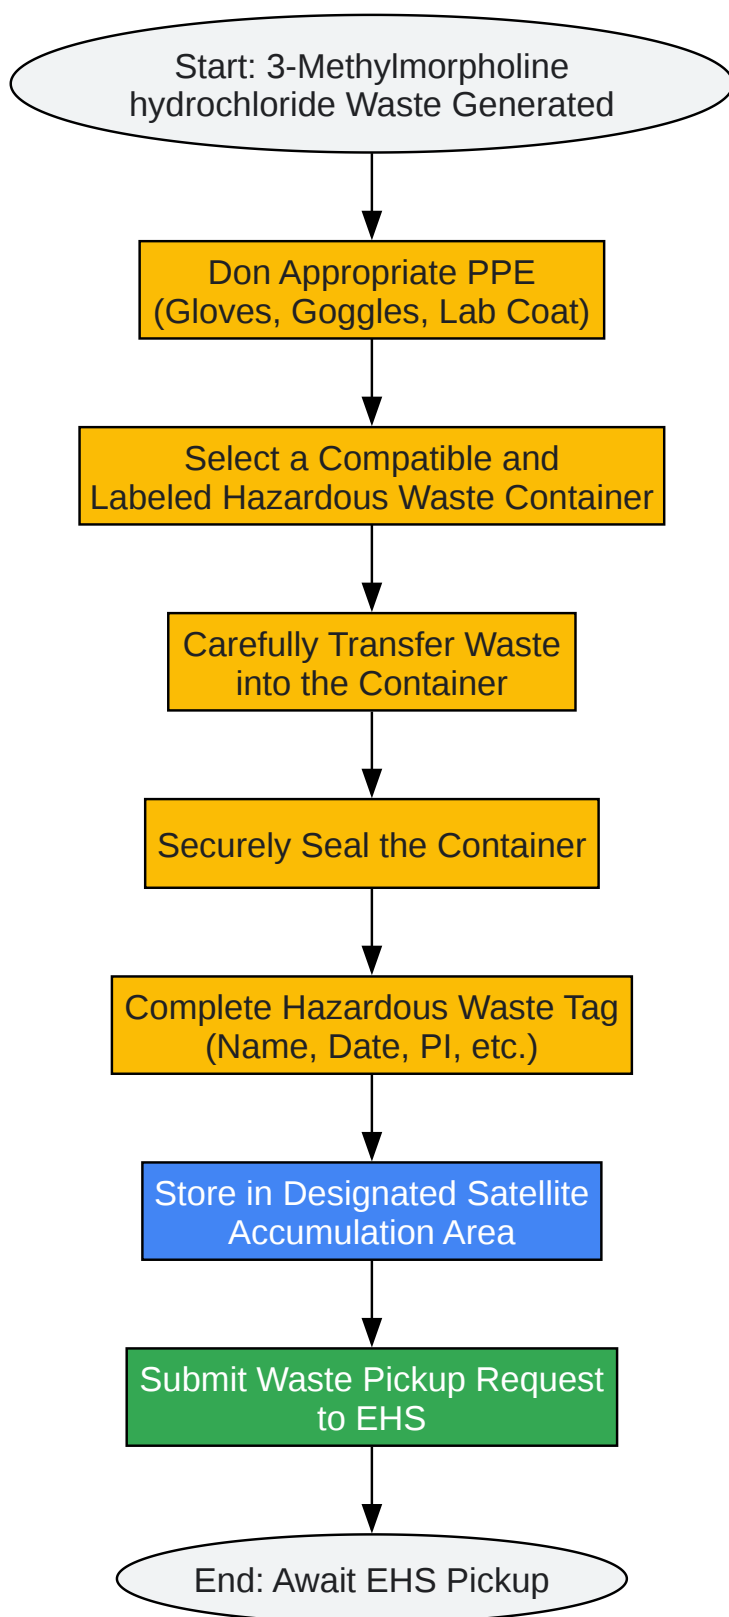 Start: 3-Methylmorpholine
hydrochloride Waste Generated
Don Appropriate PPE
(Gloves, Goggles, Lab Coat)
Select a Compatible and
Labeled Hazardous Waste Container
Carefully Transfer Waste
into the Container
Securely Seal the Container
Complete Hazardous Waste Tag
(Name, Date, PI, etc.)
Store in Designated Satellite
Accumulation Area
Submit Waste Pickup Request
to EHS
End: Await EHS Pickup